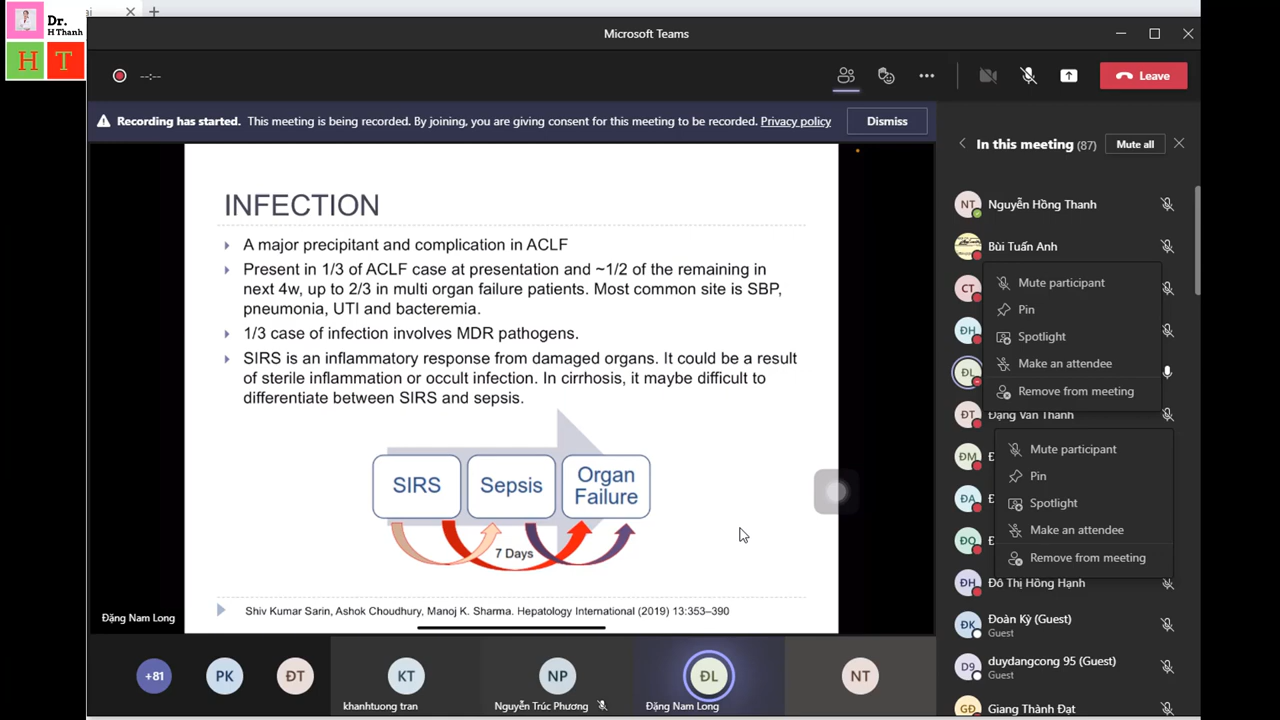 Dr.
H Thanh
H T
ai
Microsoft Teams
--:--
Leave
Recording has started. This meeting is being recorded. By joining, you are giving consent for this meeting to be recorded. Privacy policy
Dismiss
INFECTION
A major precipitant and complication in ACLF
Present in 1/3 of ACLF case at presentation and ~1/2 of the remaining in
next 4w, up to 2/3 in multi organ failure patients. Most common site is SBP,
pneumonia, UTI and bacteremia.
1/3 case of infection involves MDR pathogens.
SIRS is an inflammatory response from damaged organs. It could be a result
of sterile inflammation or occult infection. In cirrhosis, it maybe difficult to
differentiate between SIRS and sepsis.
SIRS
Sepsis
Organ
Failure
7 Days
Shiv Kumar Sarin, Ashok Choudhury, Manoj K. Sharma. Hepatology International (2019) 13:353–390
Đặng Nam Long
+81
PK
ĐT
KT
khanhtuong tran
NP
Nguyễn Trúc Phương
ĐL
Đặng Nam Long
NT
In this meeting (87)
Mute all
NT
Nguyễn Hồng Thanh
Bùi Tuấn Anh
CT
Mute participant
Pin
ĐH
Spotlight
Make an attendee
ĐL
Remove from meeting
ĐT
Đặng Văn Thành
ĐM
Mute participant
Pin
ĐA
Spotlight
Make an attendee
ĐQ
Remove from meeting
ĐH
Đỗ Thị Hồng Hạnh
ĐK
Đoàn Kỳ (Guest)
Guest
D9
duydangcong 95 (Guest)
Guest
GĐ
Giang Thành Đạt